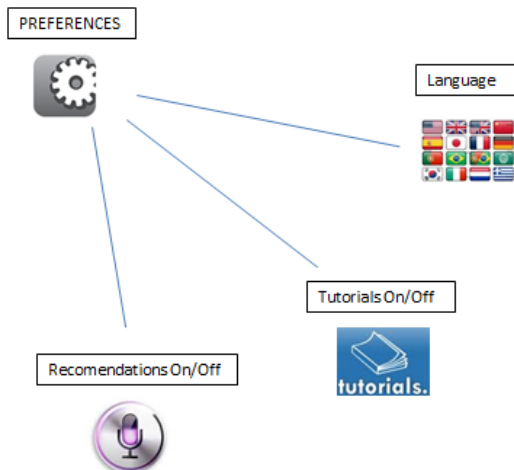 PREFERENCES
Language
Tutorials On/Off
tutorials.
Recomendations On/Off